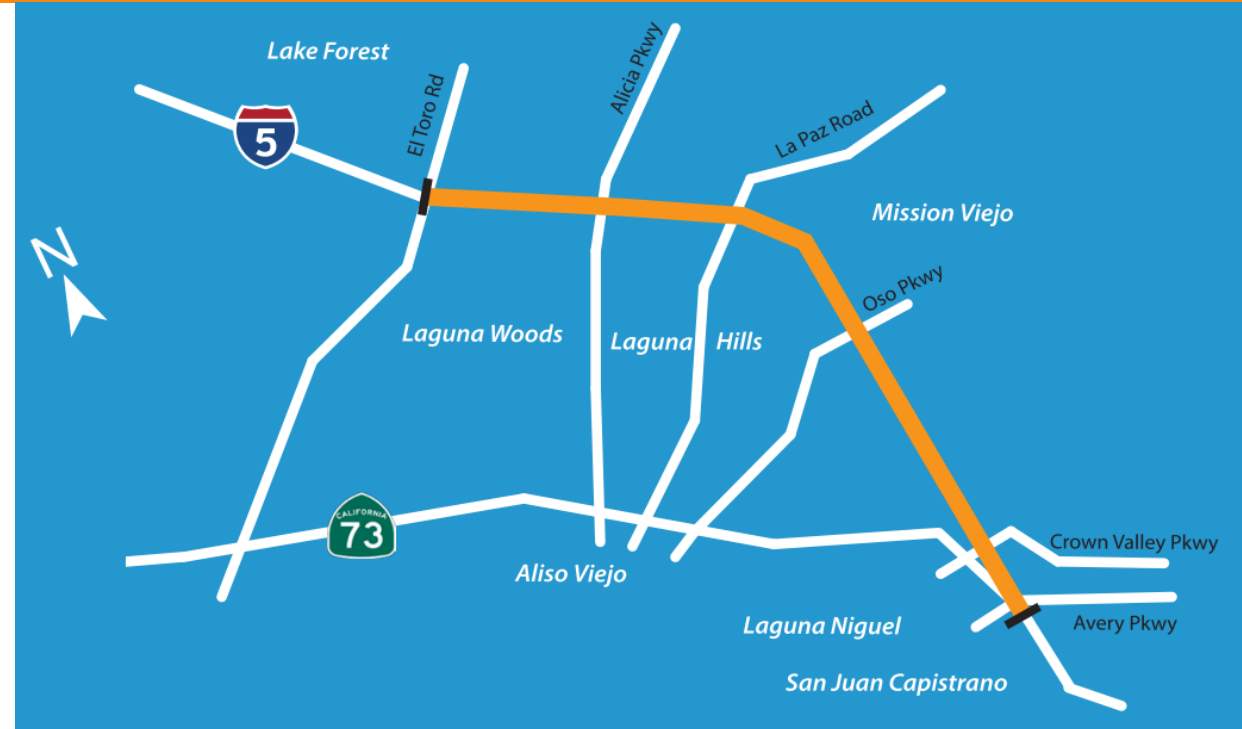 Lake Forest
Alicia Pkwy
El Toro Rd
5
La Paz Road
Mission Viejo
N
Oso Pkwy
Laguna Woods
Laguna Hills
CALIFORNIA
73
Crown Valley Pkwy
Aliso Viejo
Laguna Niguel
Avery Pkwy
San Juan Capistrano